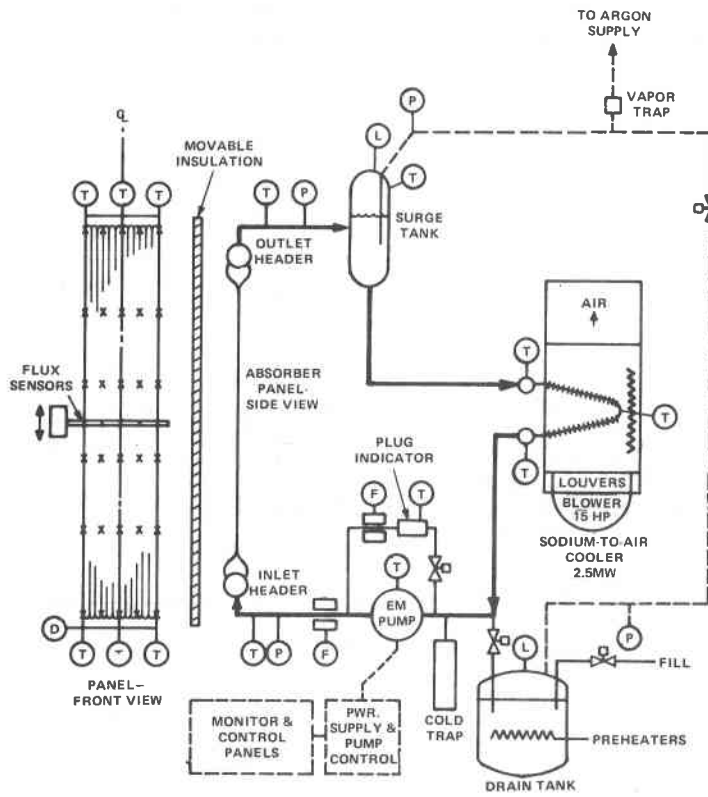 TO ARGON
SUPPLY
VAPOR
TRAP
P
L
T
SURGE
TANK
MOVABLE
INSULATION
T
P
OUTLET
HEADER
℄
T
T
T
AIR
T
T
T
FLUX
SENSORS
ABSORBER
PANEL-
SIDE VIEW
PLUG
INDICATOR
F
T
LOUVERS
BLOWER
15 HP
SODIUM-TO-AIR
COOLER
2.5MW
INLET
HEADER
T
EM
PUMP
D
T
T
T
T
P
F
PANEL–
FRONT VIEW
L
P
FILL
MONITOR &
CONTROL
PANELS
PWR.
SUPPLY &
PUMP
CONTROL
COLD
TRAP
PREHEATERS
DRAIN TANK